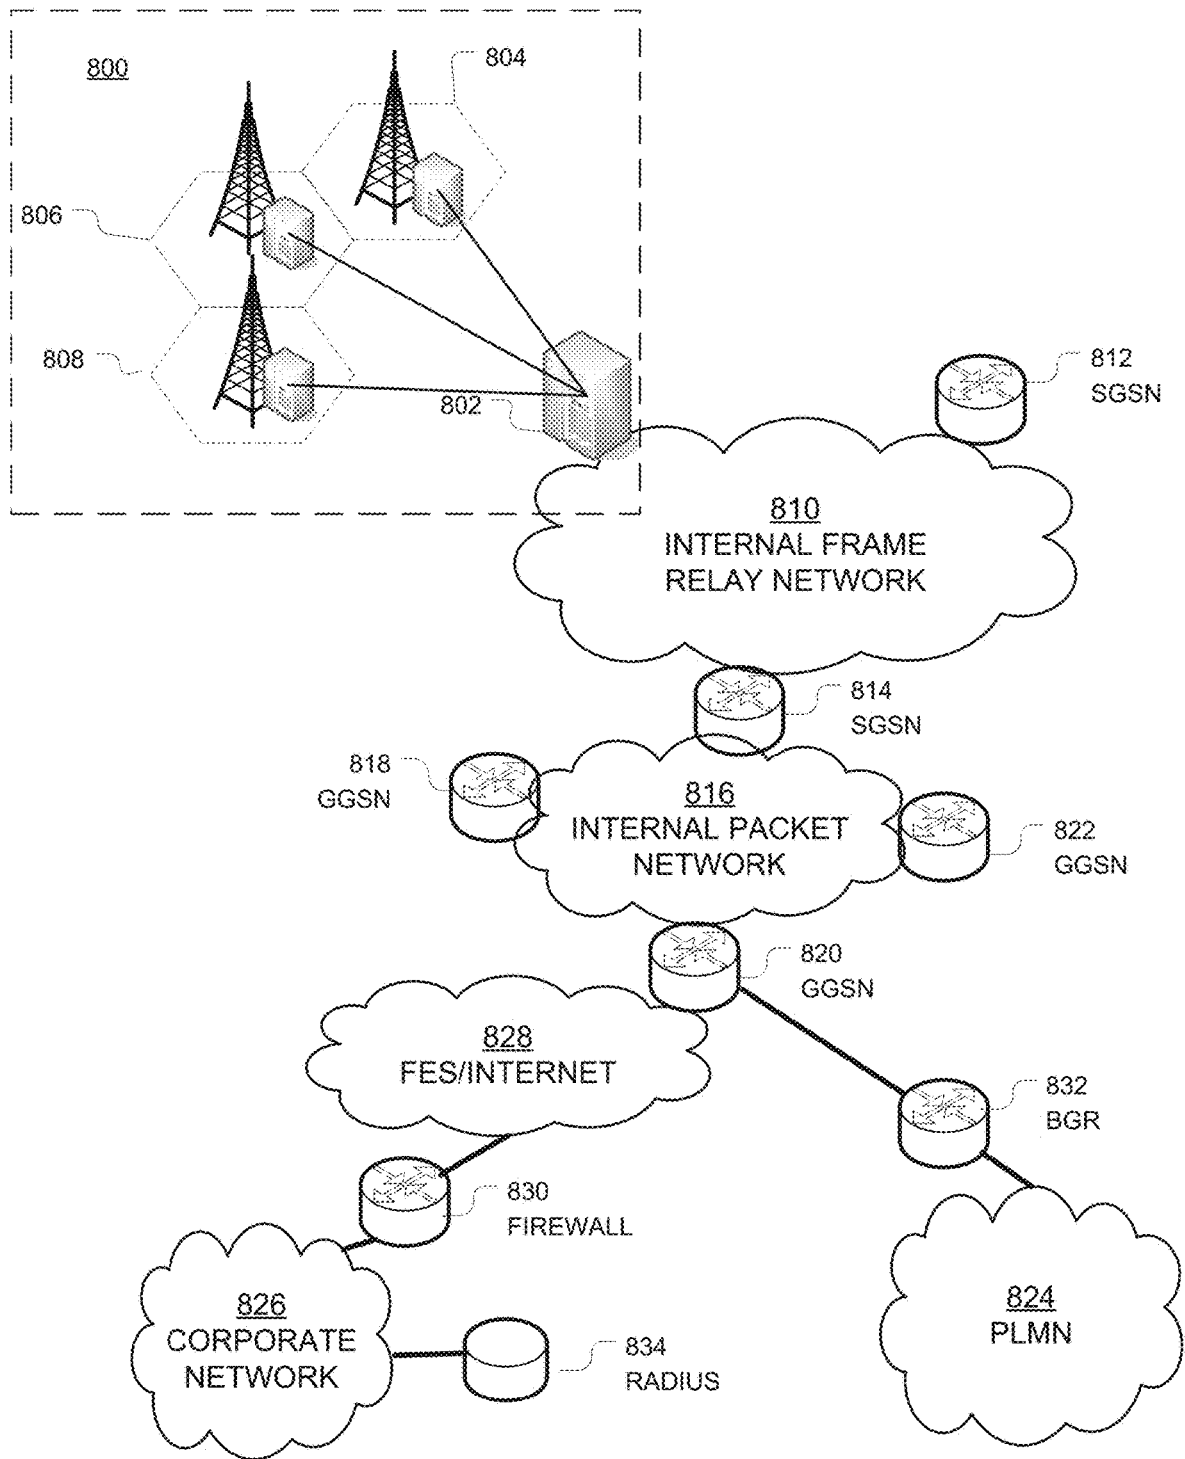 800
804
806
808
802
812
SGSN
810
INTERNAL FRAME
RELAY NETWORK
814
SGSN
818
GGSN
816
INTERNAL PACKET
NETWORK
822
GGSN
820
GGSN
828
FES/INTERNET
832
BGR
830
FIREWALL
826
CORPORATE
NETWORK
834
RADIUS
824
PLMN